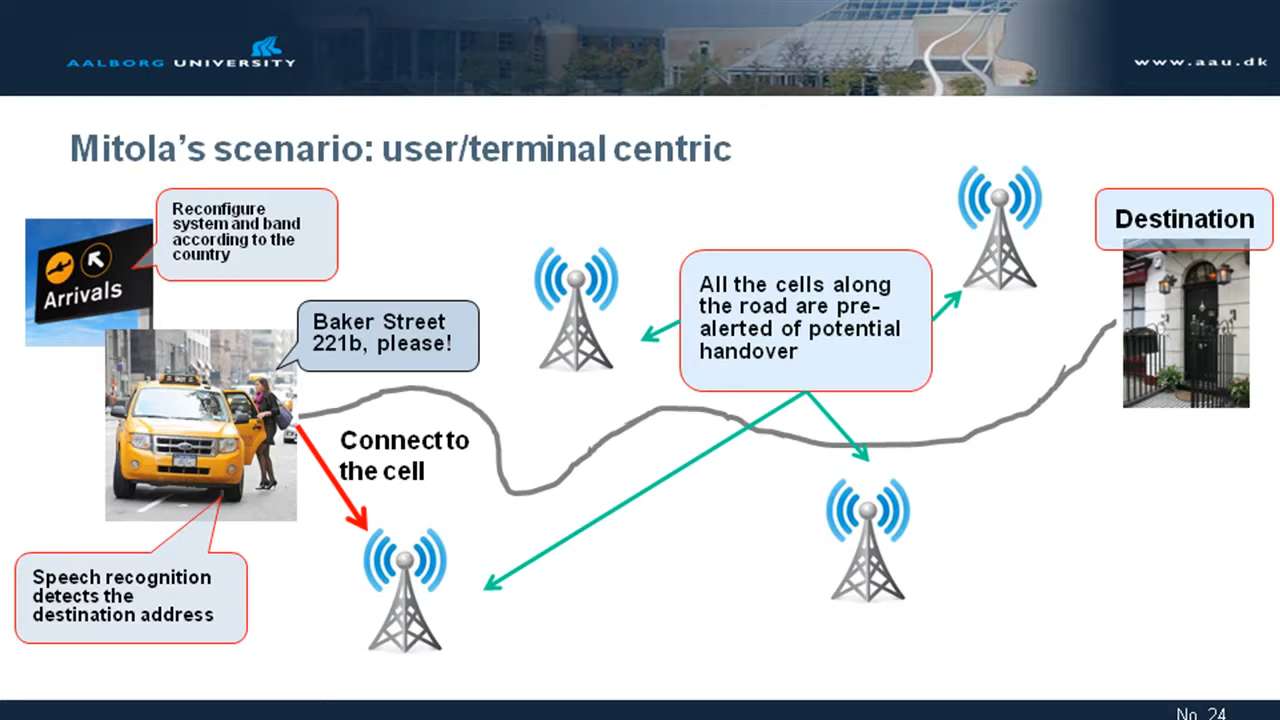 AALBORG UNIVERSITY
www.aau.dk
Mitola's scenario: user/terminal centric
Reconfigure
system and band
according to the
country
Arrivals
Baker Street
221b, please!
Connect to
the cell
Speech recognition
detects the
destination address
All the cells along
the road are pre-
alerted of potential
handover
Destination
No. 24